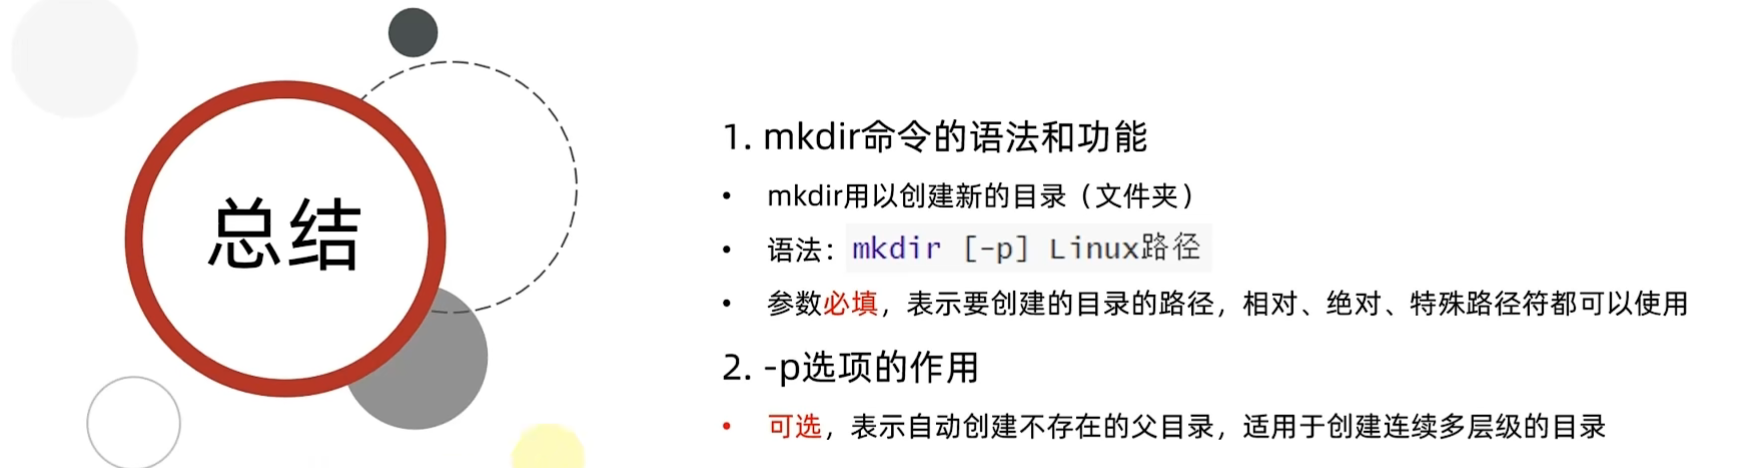 总结
1. mkdir命令的语法和功能
• mkdir用以创建新的目录（文件夹）
• 语法：mkdir [-p] Linux路径
• 参数必填，表示要创建的目录的路径，相对、绝对、特殊路径符都可以使用
2. -p选项的作用
• 可选，表示自动创建不存在的父目录，适用于创建连续多层级的目录